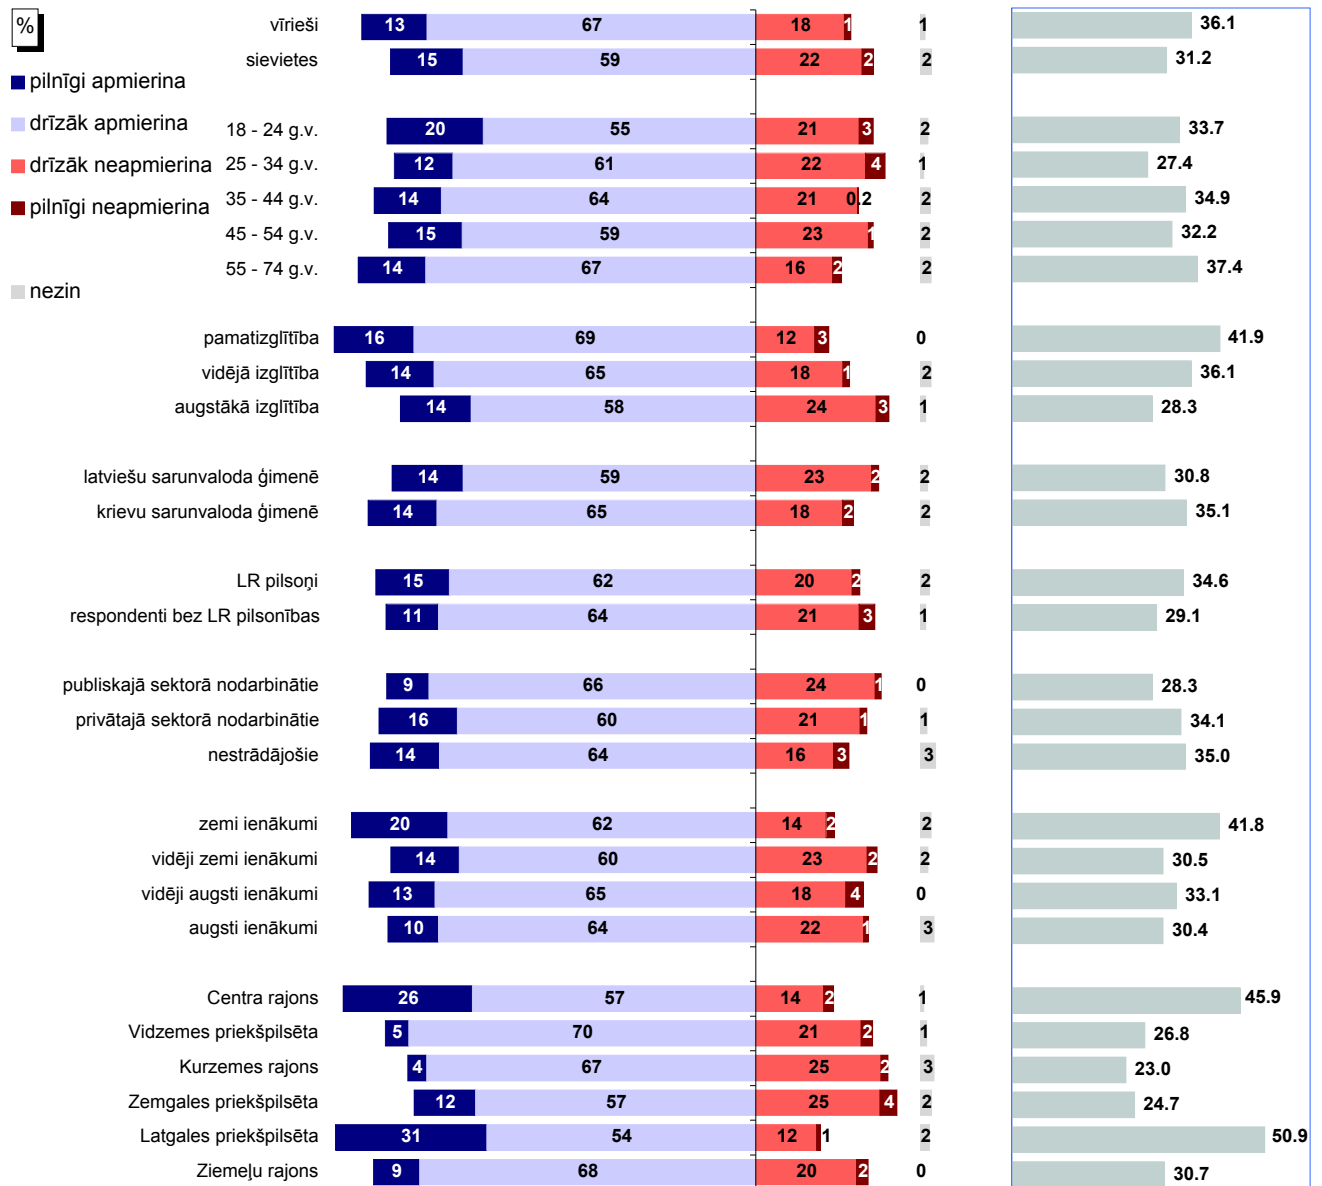 %
pilnīgi apmierina
drīzāk apmierina
drīzāk neapmierina
pilnīgi neapmierina
nezin
vīrieši 13 67 18 1 1 36.1
sievietes 15 59 22 2 2 31.2
18 - 24 g.v. 20 55 21 3 2 33.7
25 - 34 g.v. 12 61 22 4 1 27.4
35 - 44 g.v. 14 64 21 0.2 2 34.9
45 - 54 g.v. 15 59 23 1 2 32.2
55 - 74 g.v. 14 67 16 2 2 37.4
pamatizglītība 16 69 12 3 0 41.9
vidējā izglītība 14 65 18 1 2 36.1
augstākā izglītība 14 58 24 3 1 28.3
latviešu sarunvaloda ģimenē 14 59 23 2 2 30.8
krievu sarunvaloda ģimenē 14 65 18 2 2 35.1
LR pilsoņi 15 62 20 2 2 34.6
respondenti bez LR pilsonības 11 64 21 3 1 29.1
publiskajā sektorā nodarbinātie 9 66 24 1 0 28.3
privātajā sektorā nodarbinātie 16 60 21 1 1 34.1
nestrādājošie 14 64 16 3 3 35.0
zemi ienākumi 20 62 14 2 2 41.8
vidēji zemi ienākumi 14 60 23 2 2 30.5
vidēji augsti ienākumi 13 65 18 4 0 33.1
augsti ienākumi 10 64 22 1 3 30.4
Centra rajons 26 57 14 2 1 45.9
Vidzemes priekšpilsēta 5 70 21 2 1 26.8
Kurzemes rajons 4 67 25 2 3 23.0
Zemgales priekšpilsēta 12 57 25 4 2 24.7
Latgales priekšpilsēta 31 54 12 1 2 50.9
Ziemeļu rajons 9 68 20 2 0 30.7